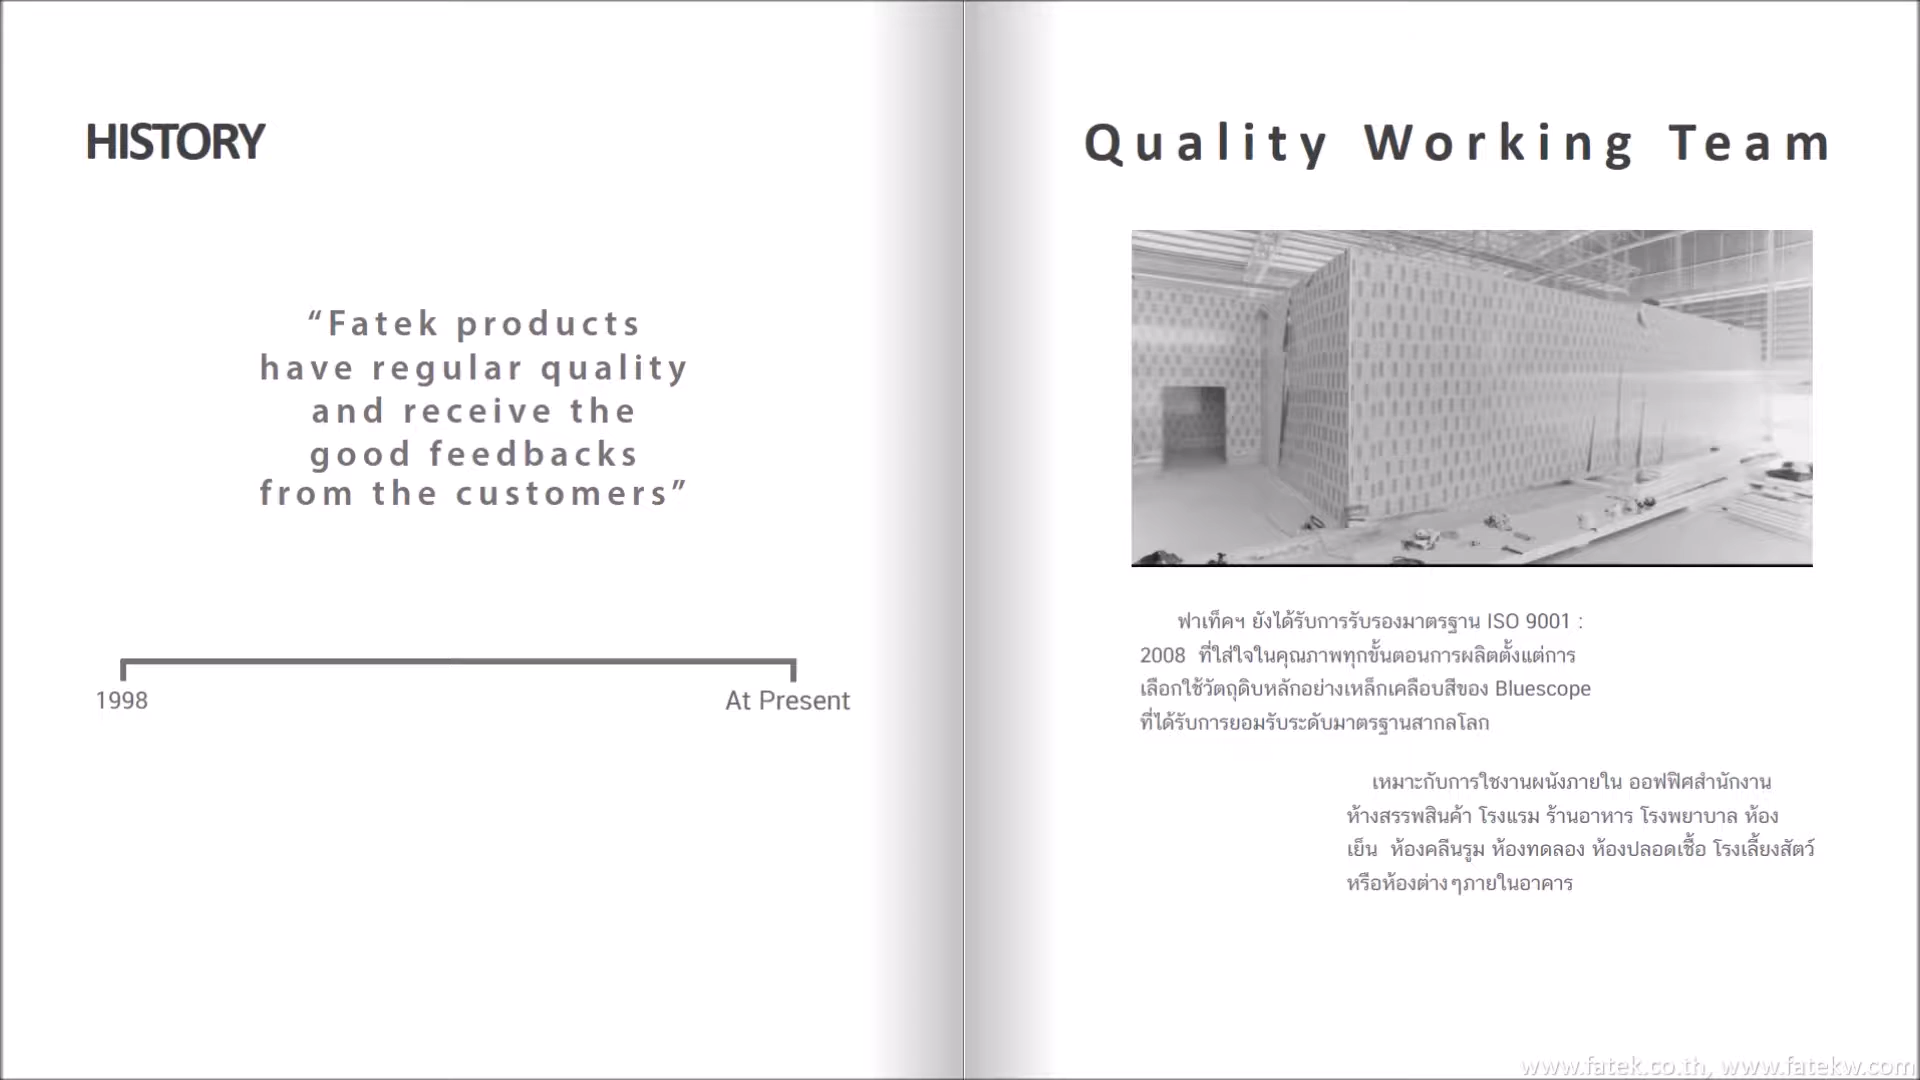 HISTORY
“Fatek products
have regular quality
and receive the
good feedbacks
from the customers”
1998
At Present
Quality Working Team
ฟาเท็คฯ ยังได้รับการรับรองมาตรฐาน ISO 9001 :
2008 ที่ใส่ใจในคุณภาพทุกขั้นตอนการผลิตตั้งแต่การ
เลือกใช้วัตถุดิบหลักอย่างเหล็กเคลือบสีของ Bluescope
ที่ได้รับการยอมรับระดับมาตรฐานสากลโลก
เหมาะกับการใชงานผนังภายใน ออฟฟิศสำนักงาน
ห้างสรรพสินค้า โรงแรม ร้านอาหาร โรงพยาบาล ห้อง
เย็น ห้องคลีนรูม ห้องทดลอง ห้องปลอดเชื้อ โรงเลี้ยงสัตว์
หรือห้องต่างๆภายในอาคาร
www.fatek.co.th, www.fatekw.com